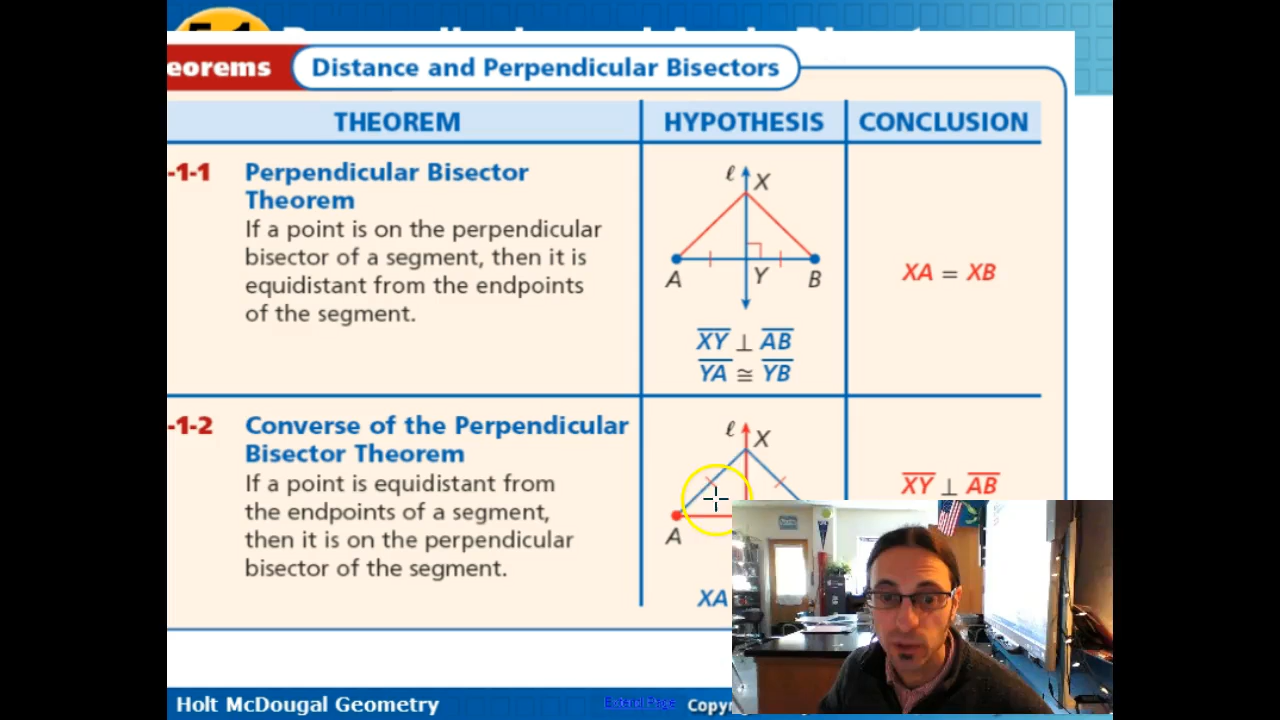 eorems
Distance and Perpendicular Bisectors
THEOREM
HYPOTHESIS
CONCLUSION
-1-1
Perpendicular Bisector
Theorem
If a point is on the perpendicular
bisector of a segment, then it is
equidistant from the endpoints
of the segment.
ℓ
X
A
Y
B
XY ⊥ AB
YA ≅ YB
XA = XB
-1-2
Converse of the Perpendicular
Bisector Theorem
If a point is equidistant from
the endpoints of a segment,
then it is on the perpendicular
bisector of the segment.
ℓ
X
A
XA
XY ⊥ AB
Holt McDougal Geometry
Extend Page